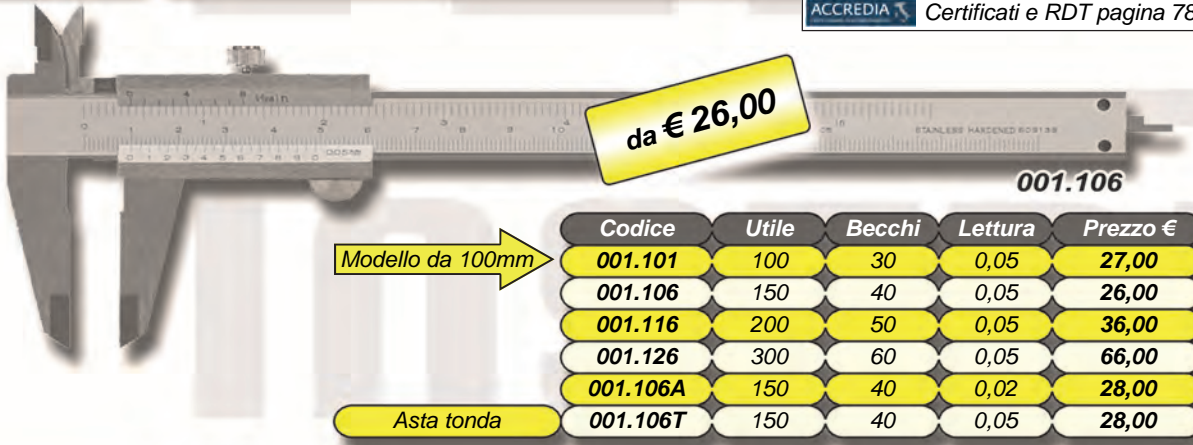 ACCREDIA Certificati e RDT pagina 78
da € 26,00
STAINLESS HARDENED
001.106
Codice Utile Becchi Lettura Prezzo €
Modello da 100mm 001.101 100 30 0,05 27,00
001.106 150 40 0,05 26,00
001.116 200 50 0,05 36,00
001.126 300 60 0,05 66,00
001.106A 150 40 0,02 28,00
Asta tonda 001.106T 150 40 0,05 28,00